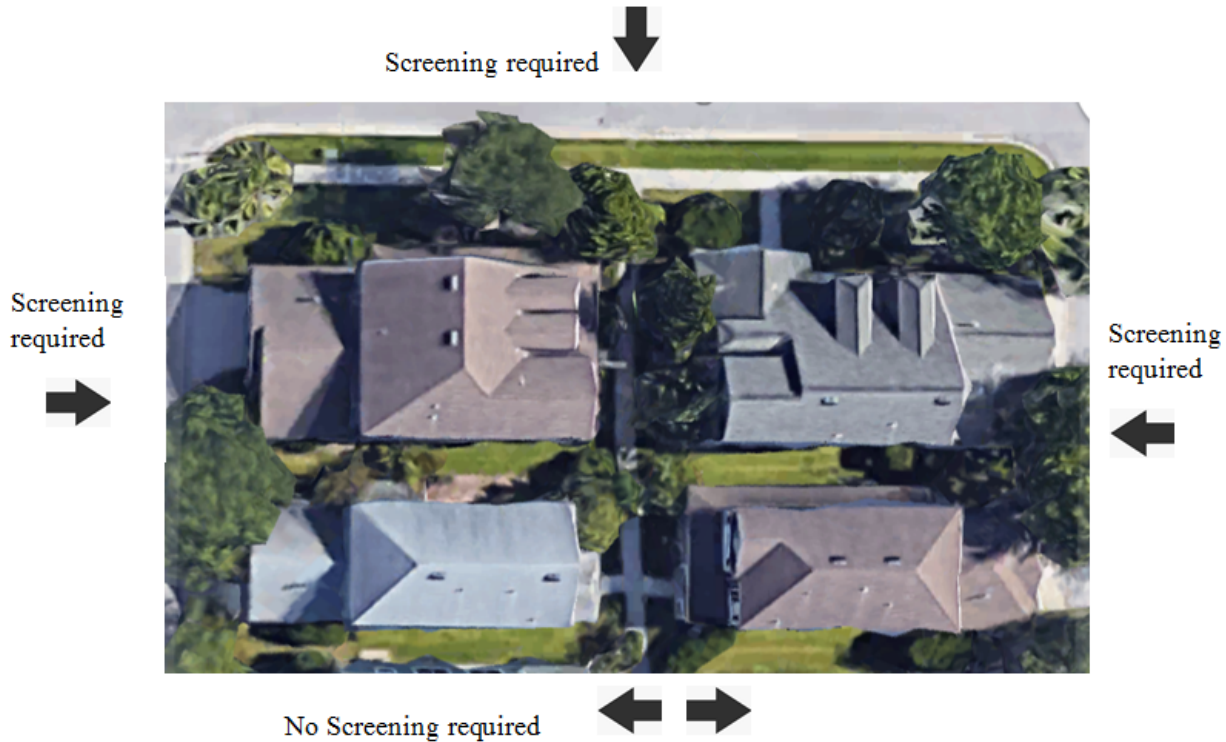 Screening required
Screening
required
Screening
required
No Screening required